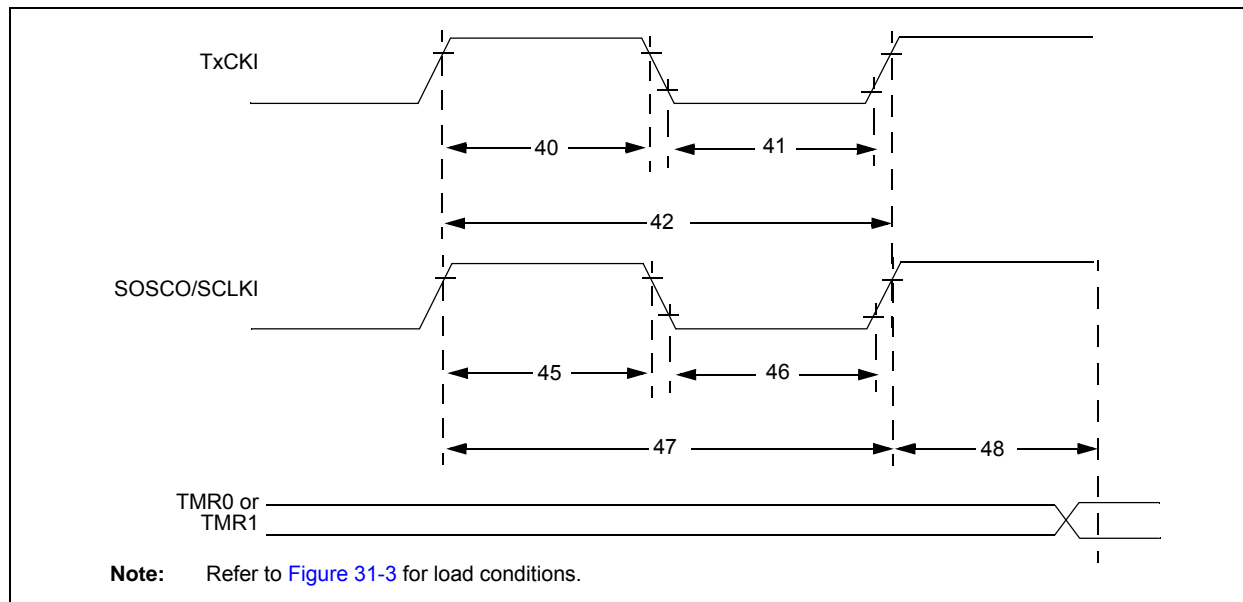 TxCKI
40
41
42
SOSCO/SCLKI
45
46
47
48
TMR0 or
TMR1
Note: Refer to Figure 31-3 for load conditions.